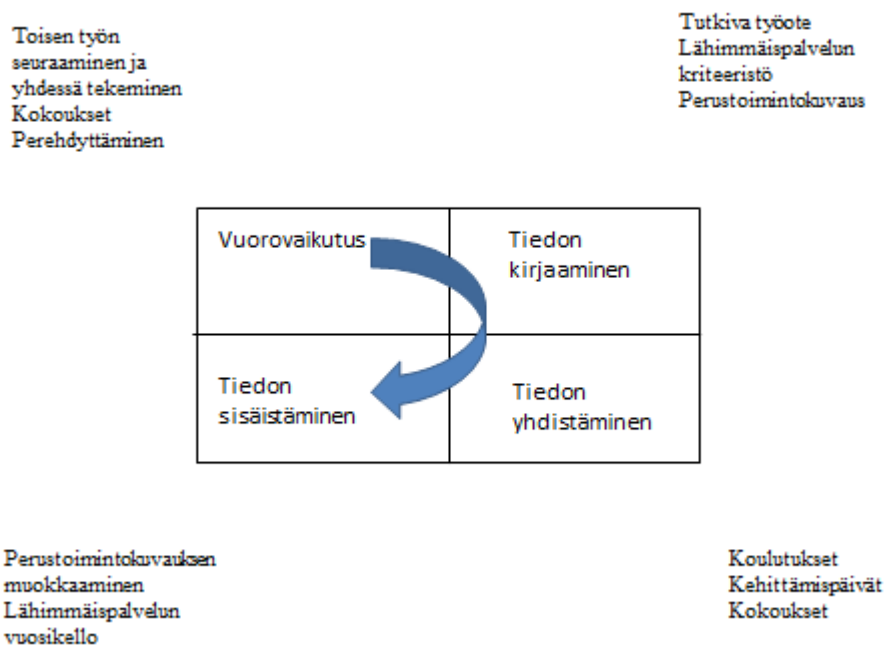 Toisen työn
seuraaminen ja
yhdessä tekeminen
Kokoukset
Perehdyttäminen
Tutkiva työote
Lähimmäispalvelun
kriteeristö
Perustoimintokuvaus
Vuorovaikutus
Tiedon
kirjaaminen
Tiedon
sisäistäminen
Tiedon
yhdistäminen
Perustoimintokuvauksen
muokkaaminen
Lähimmäispalvelun
vuosikello
Koulutukset
Kehittämispäivät
Kokoukset